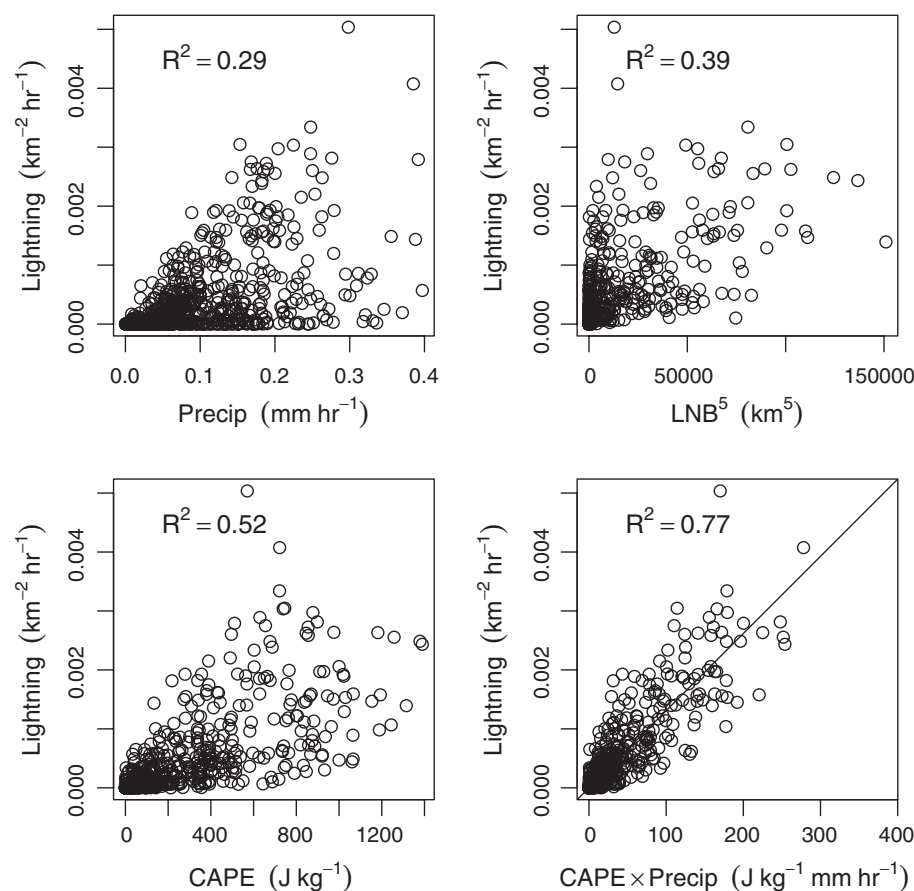 R² = 0.29
Lightning (km⁻² hr⁻¹)
0.000 0.002 0.004
0.0 0.1 0.2 0.3 0.4
Precip (mm hr⁻¹)
R² = 0.39
Lightning (km⁻² hr⁻¹)
0.000 0.002 0.004
0 50000 150000
LNB⁵ (km⁵)
R² = 0.52
Lightning (km⁻² hr⁻¹)
0.000 0.002 0.004
0 400 800 1200
CAPE (J kg⁻¹)
R² = 0.77
Lightning (km⁻² hr⁻¹)
0.000 0.002 0.004
0 100 200 300 400
CAPE × Precip (J kg⁻¹ mm hr⁻¹)